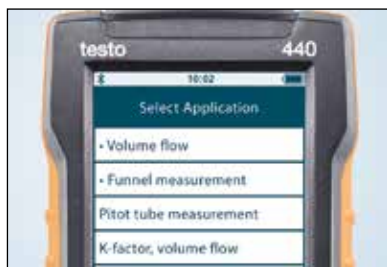 testo 440
10:02
Select Application
• Volume flow
• Funnel measurement
Pitot tube measurement
K-factor, volume flow